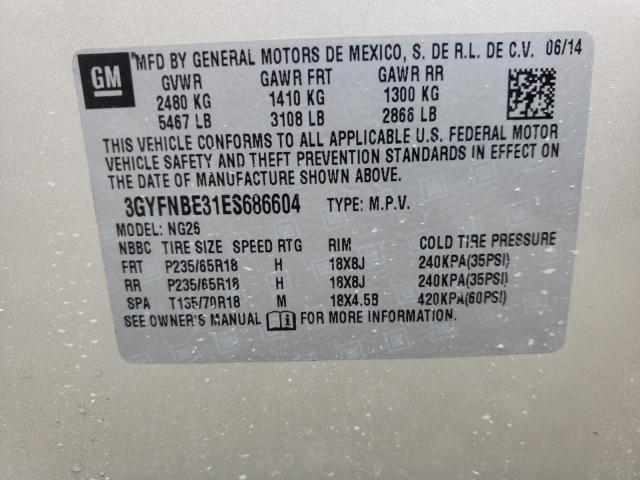 GM
MFD BY GENERAL MOTORS DE MEXICO, S. DE R.L. DE C.V. 06/14
GVWR GAWR FRT GAWR RR
2480 KG 1410 KG 1300 KG
5467 LB 3108 LB 2866 LB
THIS VEHICLE CONFORMS TO ALL APPLICABLE U.S. FEDERAL MOTOR
VEHICLE SAFETY AND THEFT PREVENTION STANDARDS IN EFFECT ON
THE DATE OF MANUFACTURE SHOWN ABOVE.
3GYFNBE31ES686604 TYPE: M.P.V.
MODEL: NG26
NBBC TIRE SIZE SPEED RTG RIM COLD TIRE PRESSURE
FRT P235/65R18 H 18X8J 240KPA(35PSI)
RR P235/65R18 H 18X8J 240KPA(35PSI)
SPA T135/70R18 M 18X4.5B 420KPA(60PSI)
SEE OWNER'S MANUAL i FOR MORE INFORMATION.